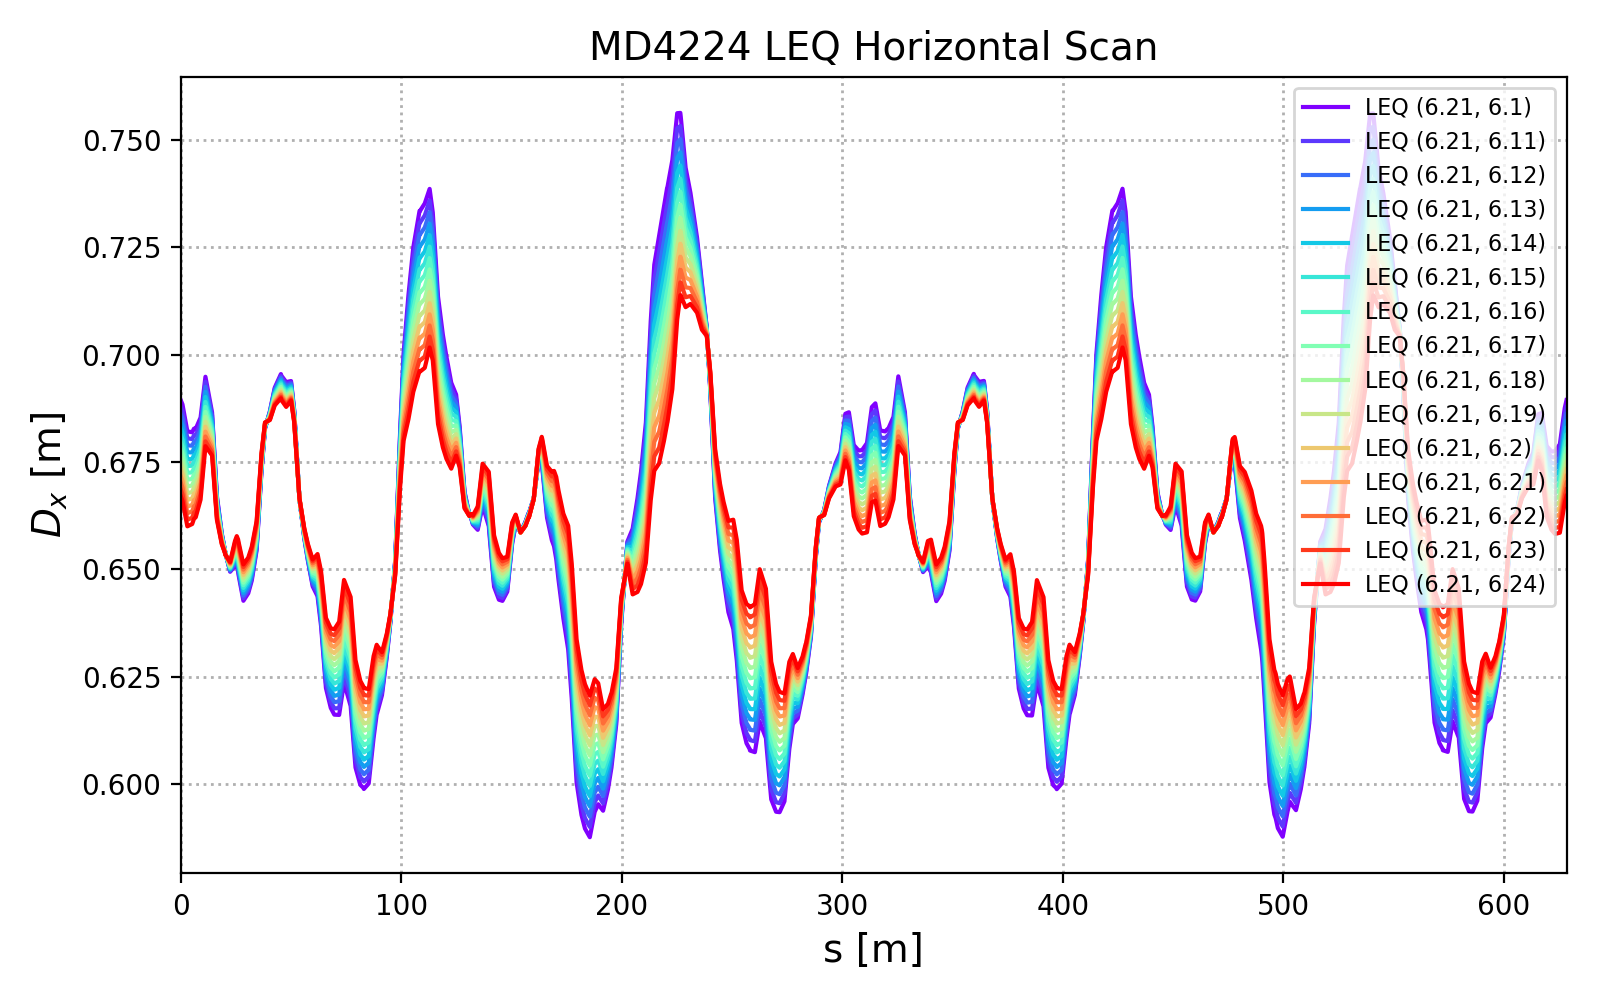 MD4224 LEQ Horizontal Scan
D_x [m]
0.750
0.725
0.700
0.675
0.650
0.625
0.600
0 100 200 300 400 500 600
s [m]
LEQ (6.21, 6.1)
LEQ (6.21, 6.11)
LEQ (6.21, 6.12)
LEQ (6.21, 6.13)
LEQ (6.21, 6.14)
LEQ (6.21, 6.15)
LEQ (6.21, 6.16)
LEQ (6.21, 6.17)
LEQ (6.21, 6.18)
LEQ (6.21, 6.19)
LEQ (6.21, 6.2)
LEQ (6.21, 6.21)
LEQ (6.21, 6.22)
LEQ (6.21, 6.23)
LEQ (6.21, 6.24)